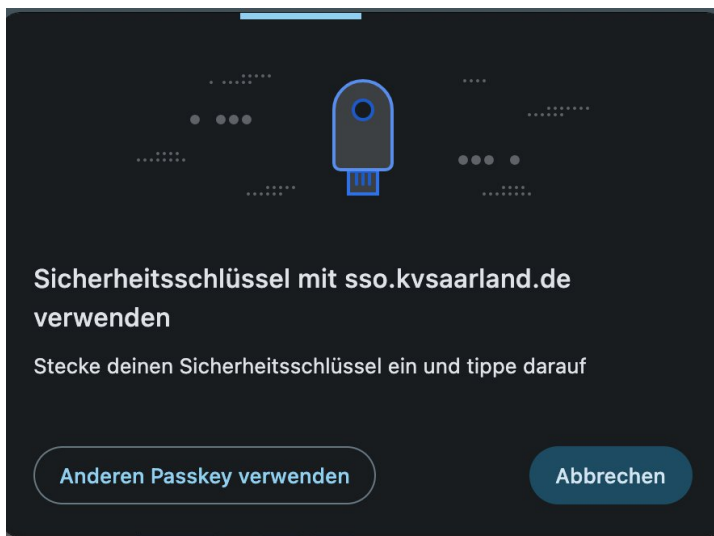 Sicherheitsschlüssel mit sso.kvsaarland.de
verwenden
Stecke deinen Sicherheitsschlüssel ein und tippe darauf
Anderen Passkey verwenden
Abbrechen